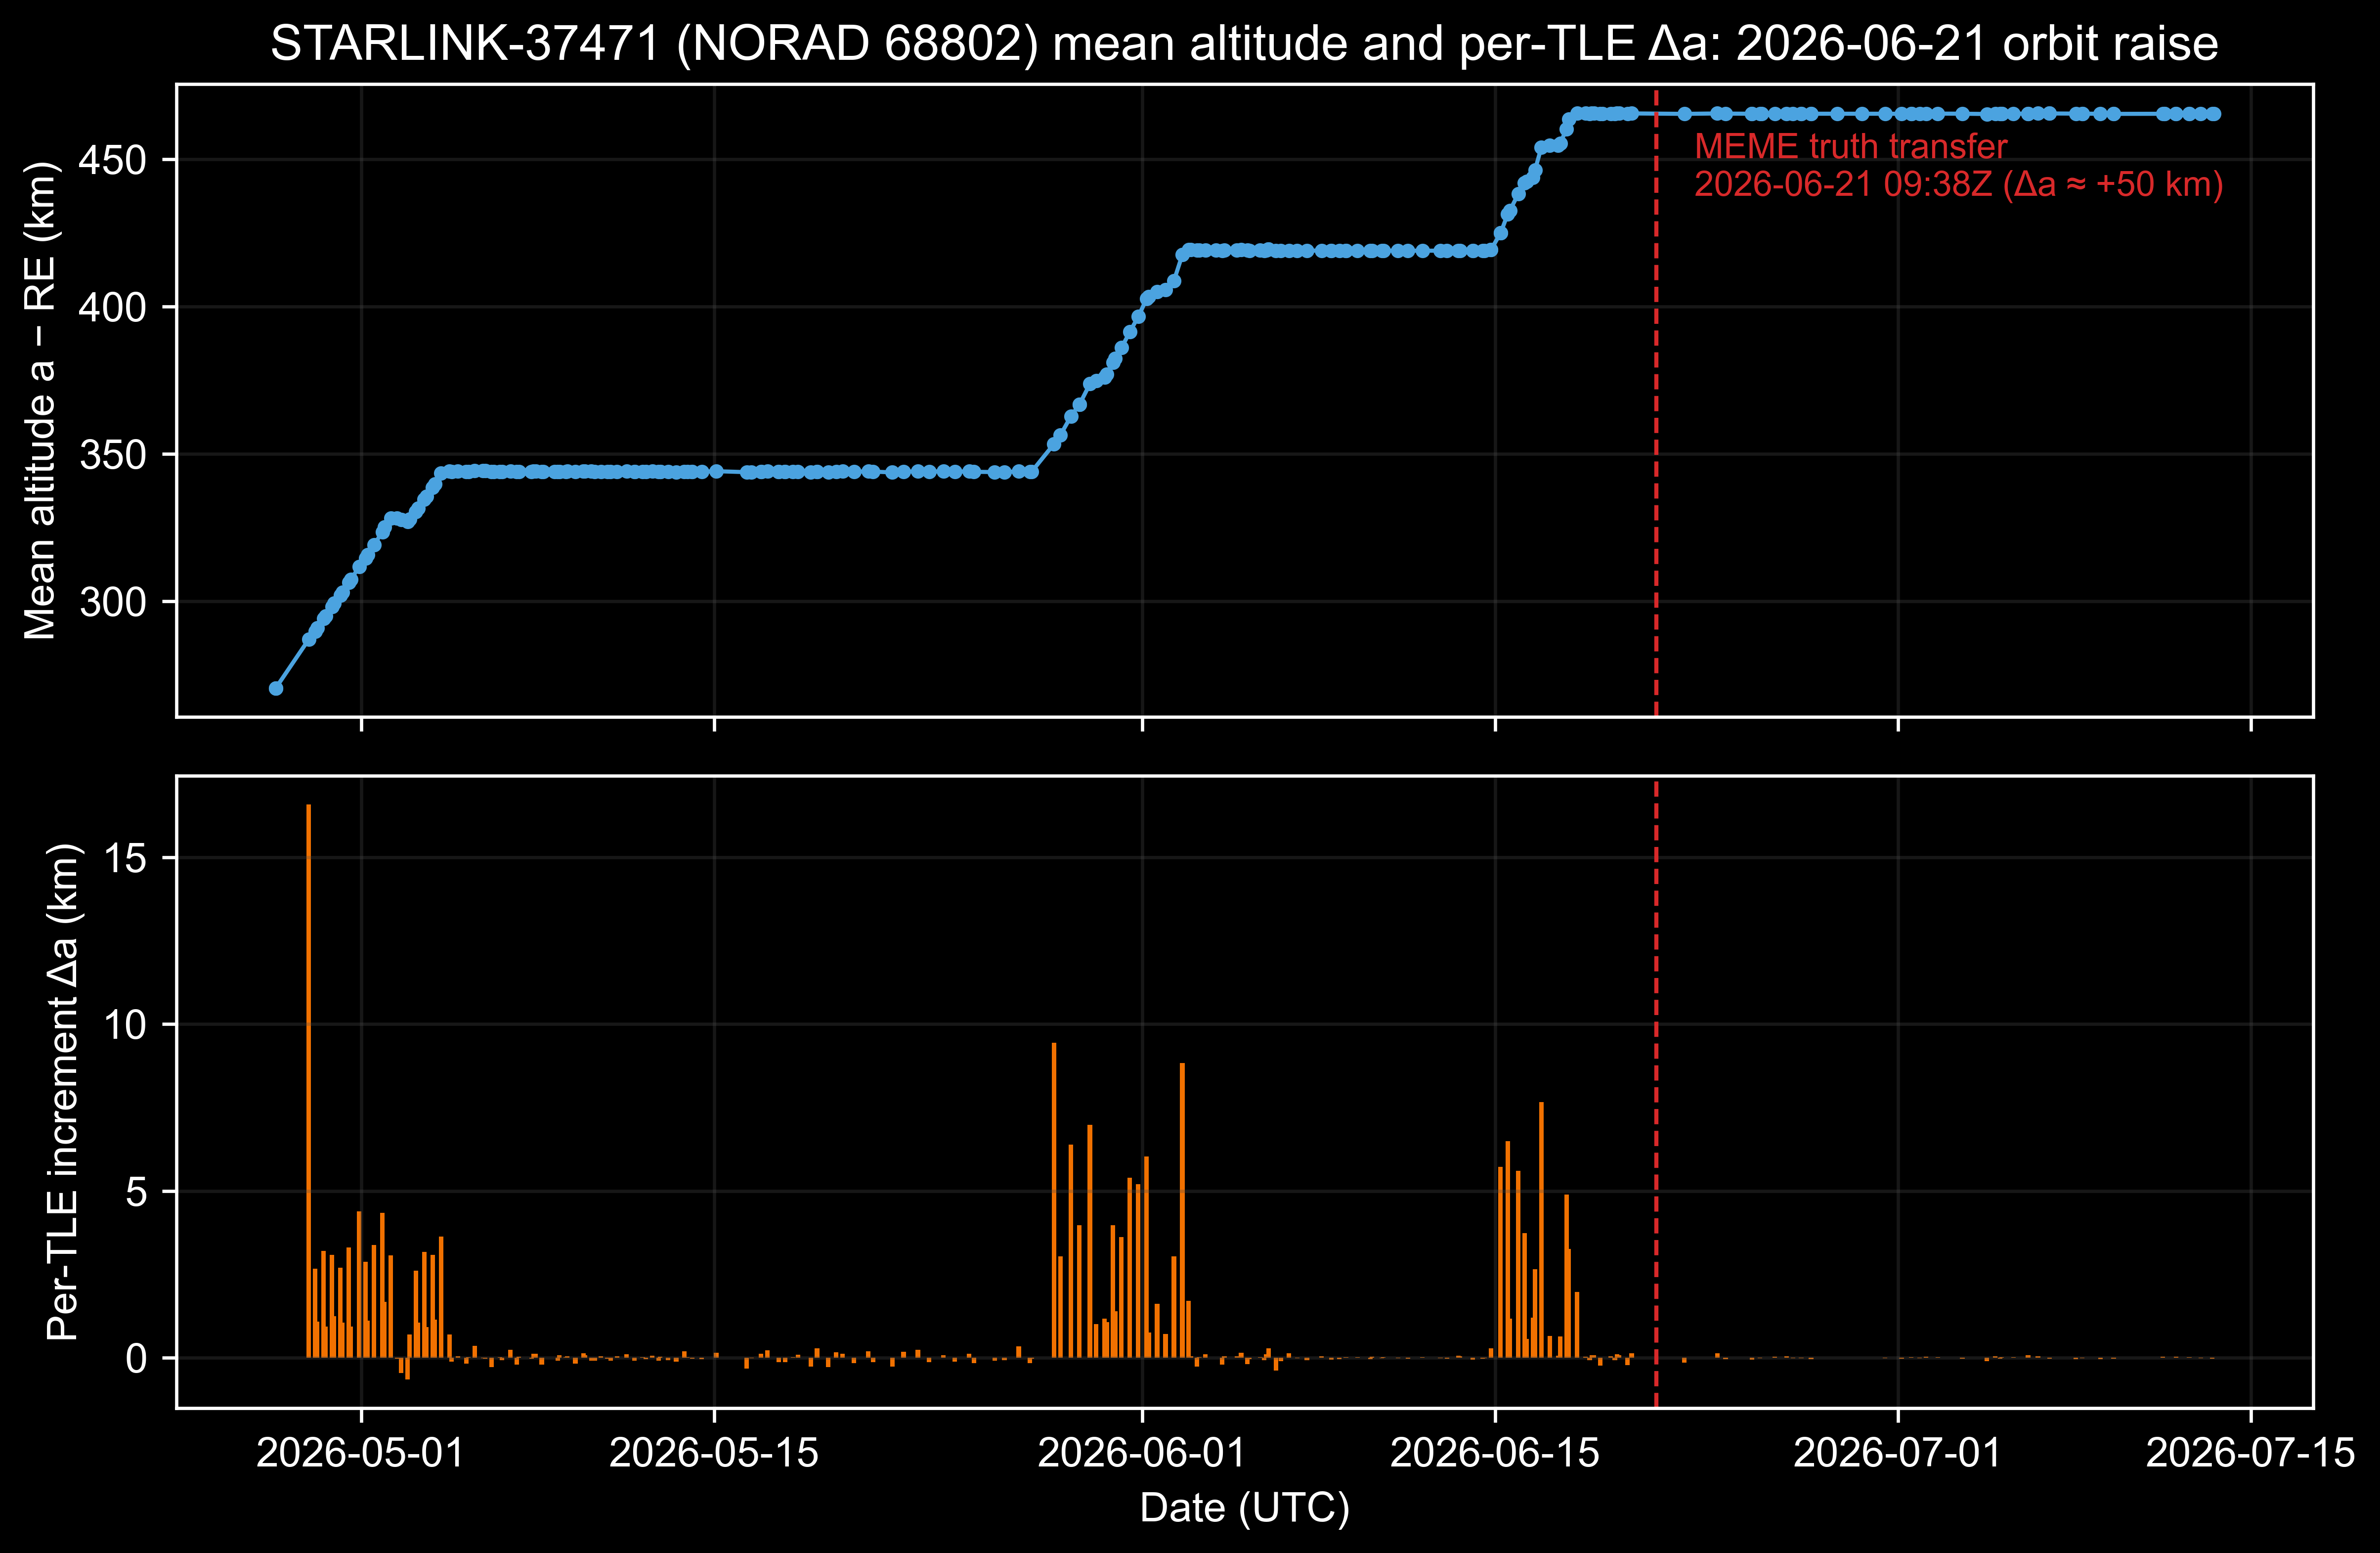 STARLINK-37471 (NORAD 68802) mean altitude and per-TLE Δa: 2026-06-21 orbit raise
Mean altitude a − RE (km)
450
400
350
300
MEME truth transfer
2026-06-21 09:38Z (Δa ≈ +50 km)
Per-TLE increment Δa (km)
15
10
5
0
2026-05-01
2026-05-15
2026-06-01
2026-06-15
2026-07-01
2026-07-15
Date (UTC)